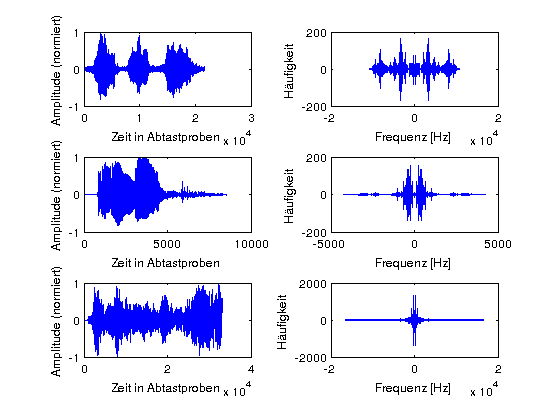 Amplitude (normiert)
1
0
-1
0
1
2
3
Zeit in Abtastproben
x 10^4
Häufigkeit
200
0
-200
-2
-1
0
1
2
Frequenz [Hz]
x 10^4
Amplitude (normiert)
1
0
-1
0
5000
10000
Zeit in Abtastproben
Häufigkeit
200
0
-200
-5000
0
5000
Frequenz [Hz]
Amplitude (normiert)
1
0
-1
0
2
4
Zeit in Abtastproben
x 10^4
Häufigkeit
2000
0
-2000
-2
0
2
Frequenz [Hz]
x 10^4